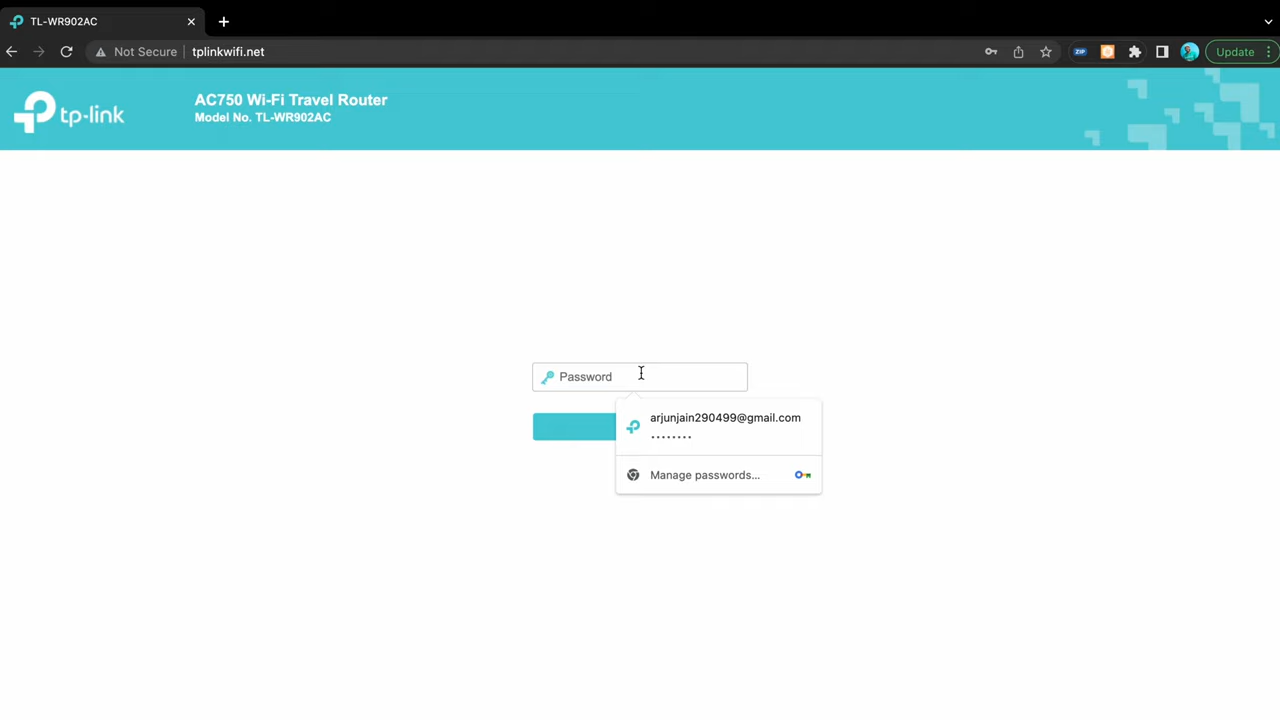 TL-WR902AC
Not Secure
tplinkwifi.net
ZIP
Update
tp-link
AC750 Wi-Fi Travel Router
Model No. TL-WR902AC
Password
arjunjain290499@gmail.com
••••••••
Manage passwords...